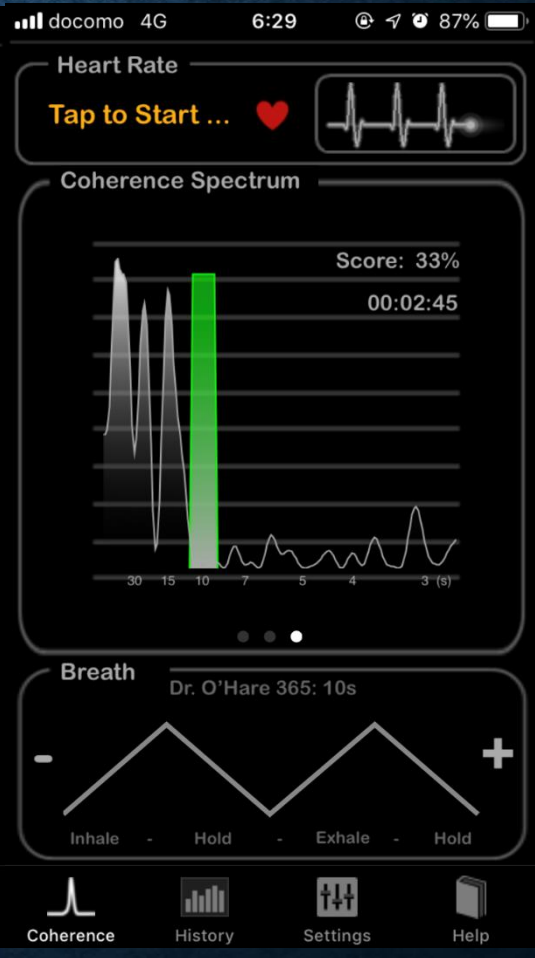 docomo 4G 6:29 87%
Heart Rate
Tap to Start ...
Coherence Spectrum
Score: 33%
00:02:45
30 15 10 7 5 4 3 (s)
Breath
Dr. O'Hare 365: 10s
- +
Inhale - Hold - Exhale - Hold
Coherence History Settings Help